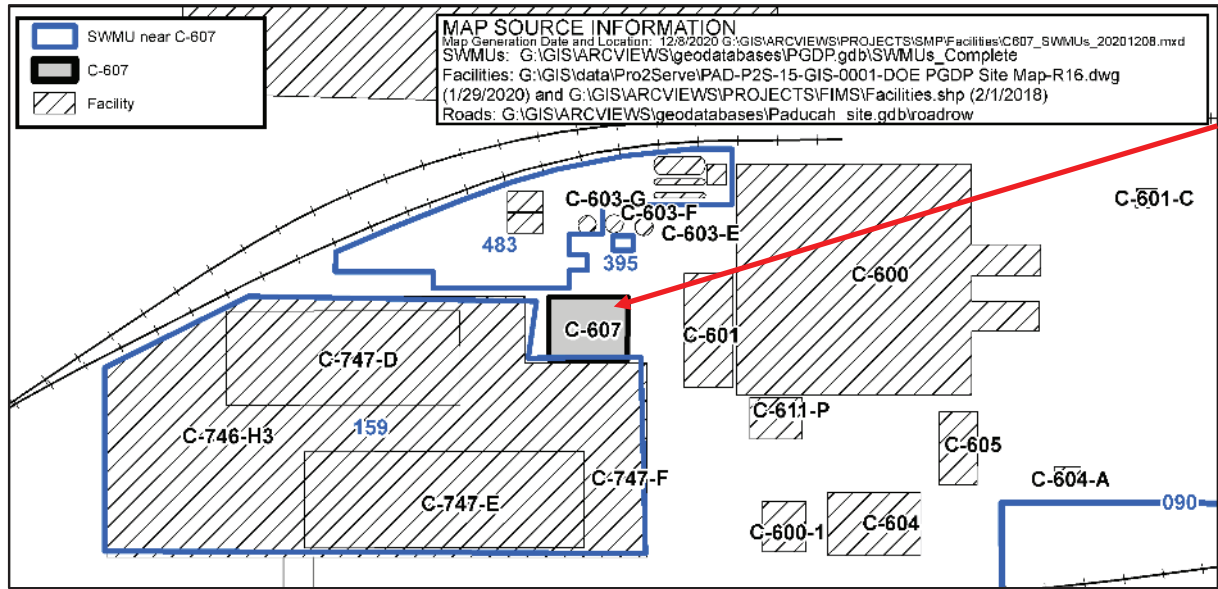 SWMU near C-607
C-607
Facility
MAP SOURCE INFORMATION
Map Generation Date and Location: 12/8/2020 G:\GIS\ARCVIEWS\PROJECTS\SMP\Facilities\C607_SWMUs_20201208.mxd
SWMUs: G:\GIS\ARCVIEWS\geodatabases\PGDP.gdb\SWMUs_Complete
Facilities: G:\GIS\data\Pro2Serve\PAD-P2S-15-GIS-0001-DOE PGDP Site Map-R16.dwg
(1/29/2020) and G:\GIS\ARCVIEWS\PROJECTS\FIMS\Facilities.shp (2/1/2018)
Roads: G:\GIS\ARCVIEWS\geodatabases\Paducah_site.gdb\roadrow
C-603-G
C-603-F
C-603-E
C-601-C
483
395
C-600
C-607
C-601
C-747-D
C-611-P
C-746-H3
159
C-605
C-747-F
C-604-A
C-747-E
090
C-600-1
C-604